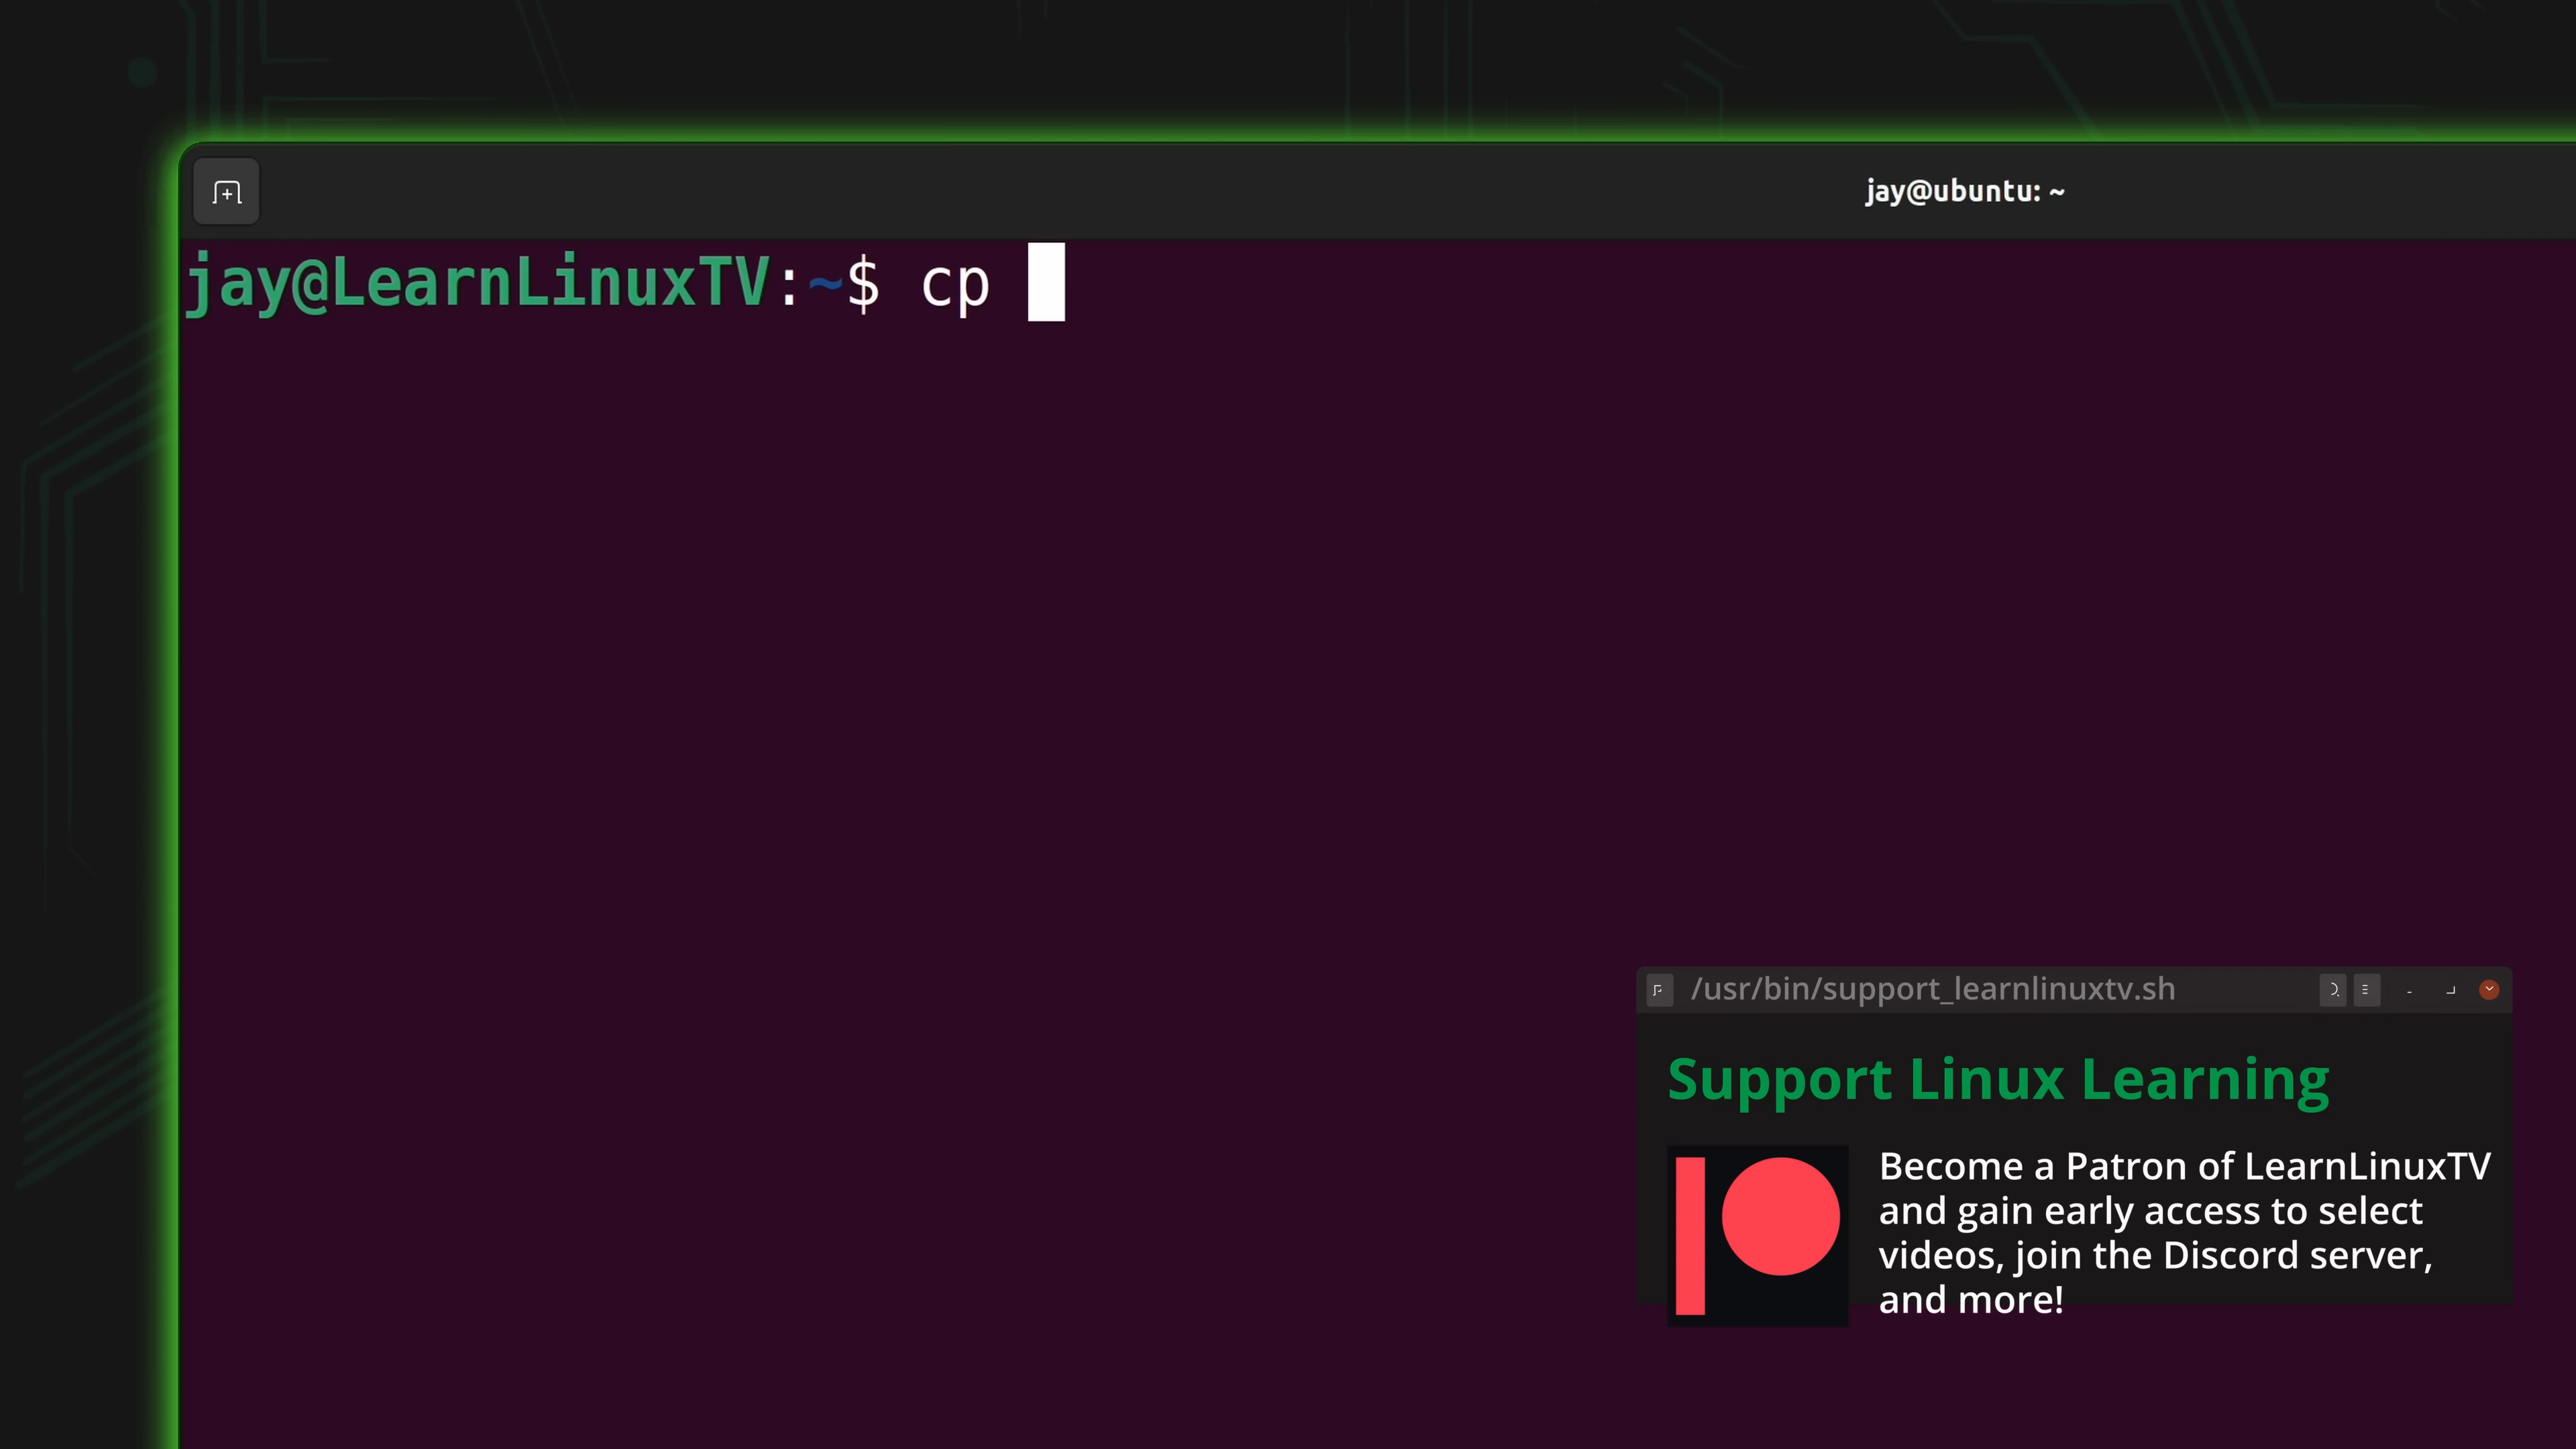 jay@ubuntu: ~
jay@LearnLinuxTV:~$ cp
/usr/bin/support_learnlinuxtv.sh
Support Linux Learning
Become a Patron of LearnLinuxTV
and gain early access to select
videos, join the Discord server,
and more!